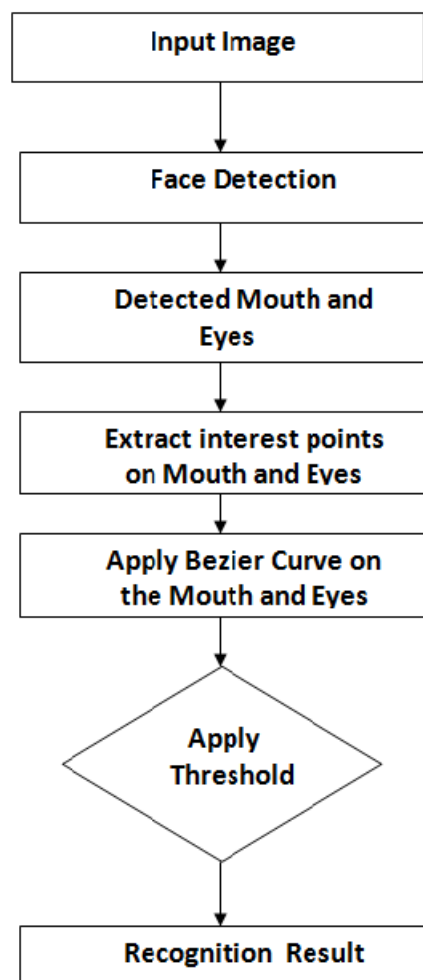 Input Image
Face Detection
Detected Mouth and
Eyes
Extract interest points
on Mouth and Eyes
Apply Bezier Curve on
the Mouth and Eyes
Apply
Threshold
Recognition Result